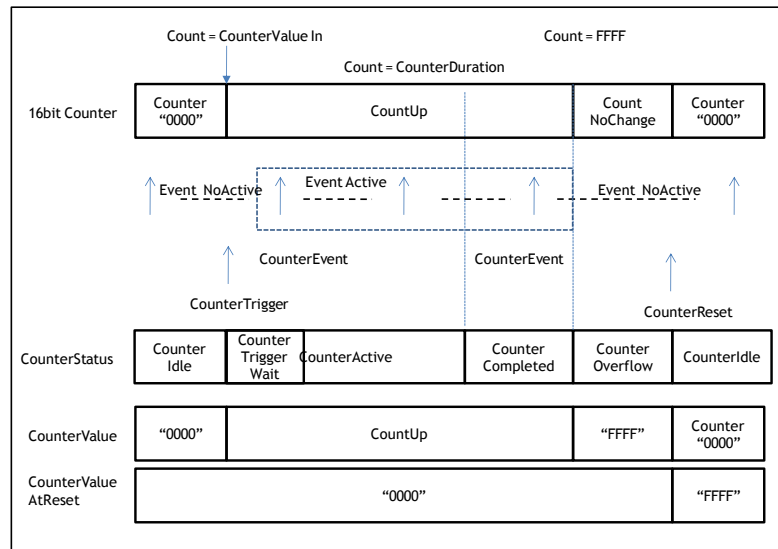 Count = CounterValue In
Count = FFFF
Count = CounterDuration
16bit Counter
Counter
"0000"
CountUp
Count
NoChange
Counter
"0000"
Event NoActive
Event Active
Event NoActive
CounterEvent
CounterEvent
CounterTrigger
CounterReset
CounterStatus
Counter
Idle
Counter
Trigger
Wait
CounterActive
Counter
Completed
Counter
Overflow
CounterIdle
CounterValue
"0000"
CountUp
"FFFF"
Counter
"0000"
CounterValue
AtReset
"0000"
"FFFF"